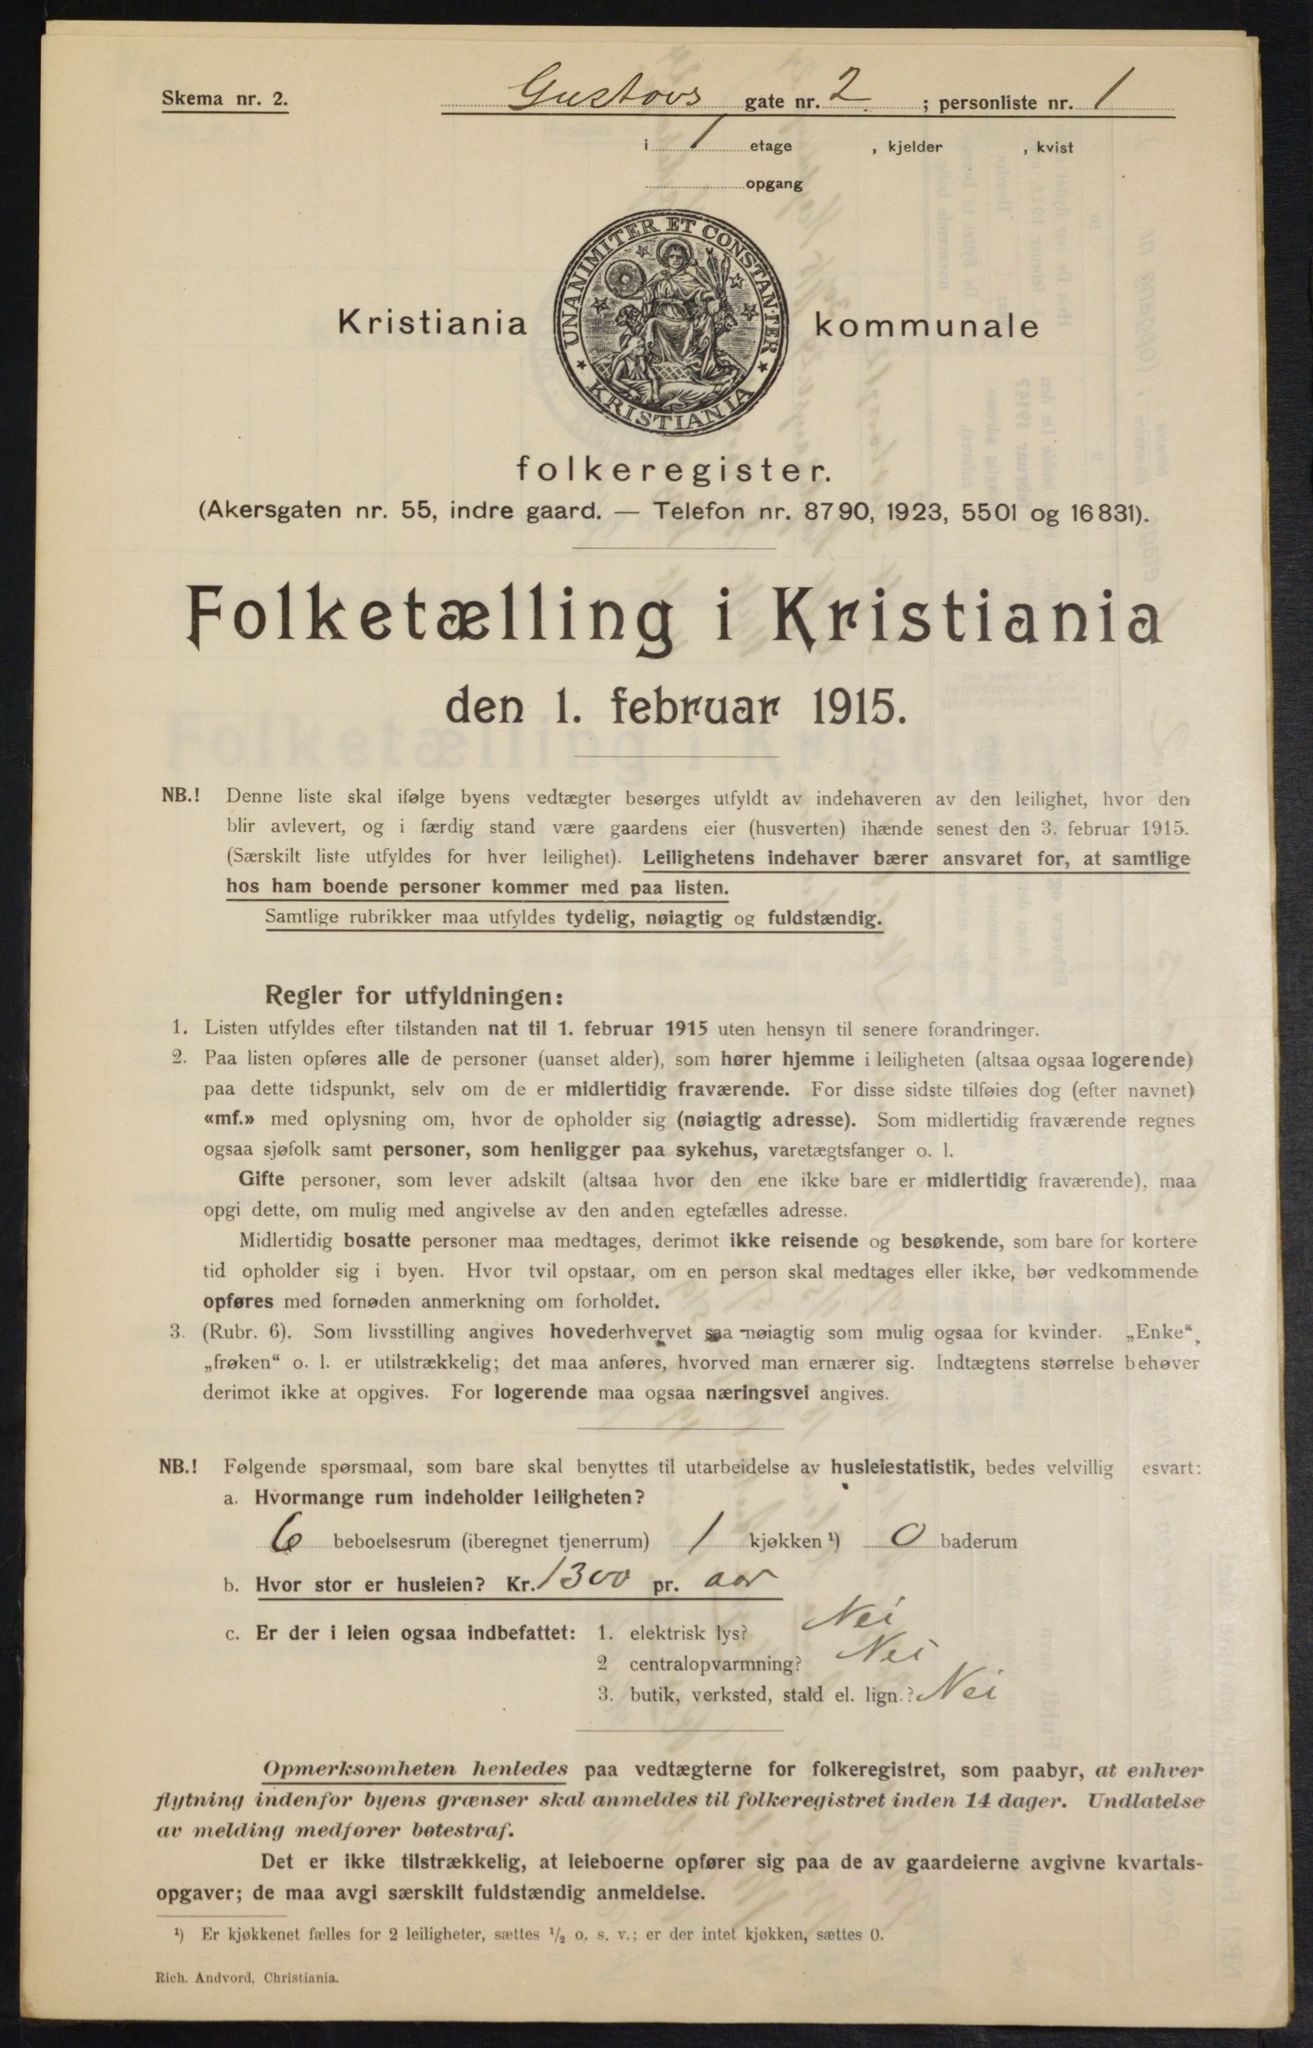 Skema nr. 2.
Gustavs gate nr. 2 ; personliste nr. 1
i 1 etage , kjelder , kvist
opgang
UNANIMITER ET CONSTANTER
KRISTIANIA
Kristiania kommunale
folkeregister.
(Akersgaten nr. 55, indre gaard. — Telefon nr. 8790, 1923, 5501 og 16831).
Folketælling i Kristiania
den 1. februar 1915.
NB.! Denne liste skal ifølge byens vedtægter besørges utfyldt av indehaveren av den leilighet, hvor den
blir avlevert, og i færdig stand være gaardens eier (husverten) ihænde senest den 3. februar 1915.
(Særskilt liste utfyldes for hver leilighet). Leilighetens indehaver bærer ansvaret for, at samtlige
hos ham boende personer kommer med paa listen.
Samtlige rubrikker maa utfyldes tydelig, nøiagtig og fuldstændig.
Regler for utfyldningen:
1. Listen utfyldes efter tilstanden nat til 1. februar 1915 uten hensyn til senere forandringer.
2. Paa listen opføres alle de personer (uanset alder), som hører hjemme i leiligheten (altsaa ogsaa logerende)
paa dette tidspunkt, selv om de er midlertidig fraværende. For disse sidste tilføies dog (efter navnet)
«mf.» med oplysning om, hvor de opholder sig (nøiagtig adresse). Som midlertidig fraværende regnes
ogsaa sjøfolk samt personer, som henligger paa sykehus, varetægtsfanger o. l.
Gifte personer, som lever adskilt (altsaa hvor den ene ikke bare er midlertidig fraværende), maa
opgi dette, om mulig med angivelse av den anden egtefælles adresse.
Midlertidig bosatte personer maa medtages, derimot ikke reisende og besøkende, som bare for kortere
tid opholder sig i byen. Hvor tvil opstaar, om en person skal medtages eller ikke, bør vedkommende
opføres med fornøden anmerkning om forholdet.
3. (Rubr. 6). Som livsstilling angives hovederhvervet saa nøiagtig som mulig ogsaa for kvinder. „Enke“,
„frøken“ o. l. er utilstrækkelig; det maa anføres, hvorved man ernærer sig. Indtægtens størrelse behøver
derimot ikke at opgives. For logerende maa ogsaa næringsvei angives.
NB.! Følgende spørsmaal, som bare skal benyttes til utarbeidelse av husleiestatistik, bedes velvillig esvart:
a. Hvormange rum indeholder leiligheten?
6 beboelsesrum (iberegnet tjenerrum) 1 kjøkken ¹) 0 baderum
b. Hvor stor er husleien? Kr. 1300 pr. aar
c. Er der i leien ogsaa indbefattet: 1. elektrisk lys? Nei
2 centralopvarmning? Nei
3. butik, verksted, stald el. lign.? Nei
Opmerksomheten henledes paa vedtægterne for folkeregistret, som paabyr, at enhver
flytning indenfor byens grænser skal anmeldes til folkeregistret inden 14 dager. Undlatelse
av melding medfører bøtestraf.
Det er ikke tilstrækkelig, at leieboerne opfører sig paa de av gaardeierne avgivne kvartals-
opgaver; de maa avgi særskilt fuldstændig anmeldelse.
¹) Er kjøkkenet fælles for 2 leiligheter, sættes ½ o. s. v.; er der intet kjøkken, sættes 0.
Rich. Andvord, Christiania.